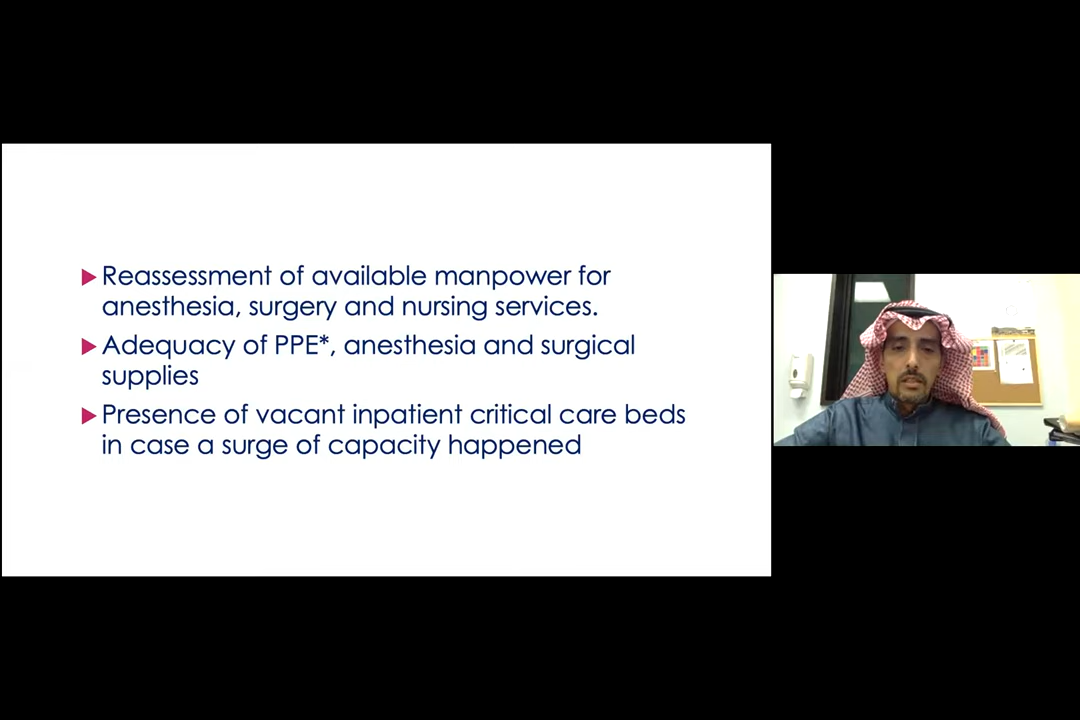 Reassessment of available manpower for
anesthesia, surgery and nursing services.
Adequacy of PPE*, anesthesia and surgical
supplies
Presence of vacant inpatient critical care beds
in case a surge of capacity happened